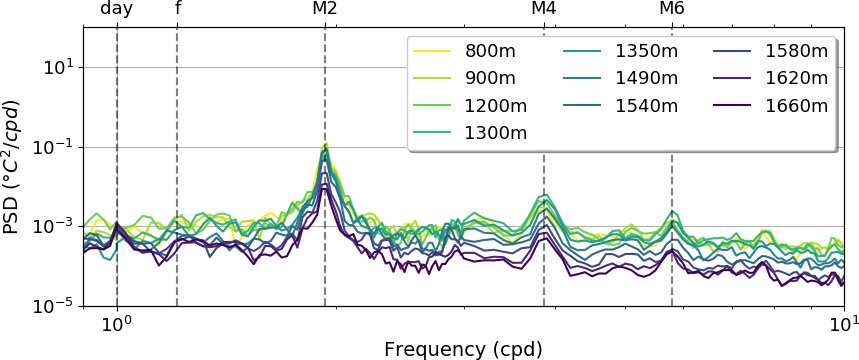 day f M2 M4 M6
800m 1350m 1580m
900m 1490m 1620m
1200m 1540m 1660m
1300m
10¹
10⁻¹
10⁻³
10⁻⁵
PSD (°C²/cpd)
10⁰ 10¹
Frequency (cpd)